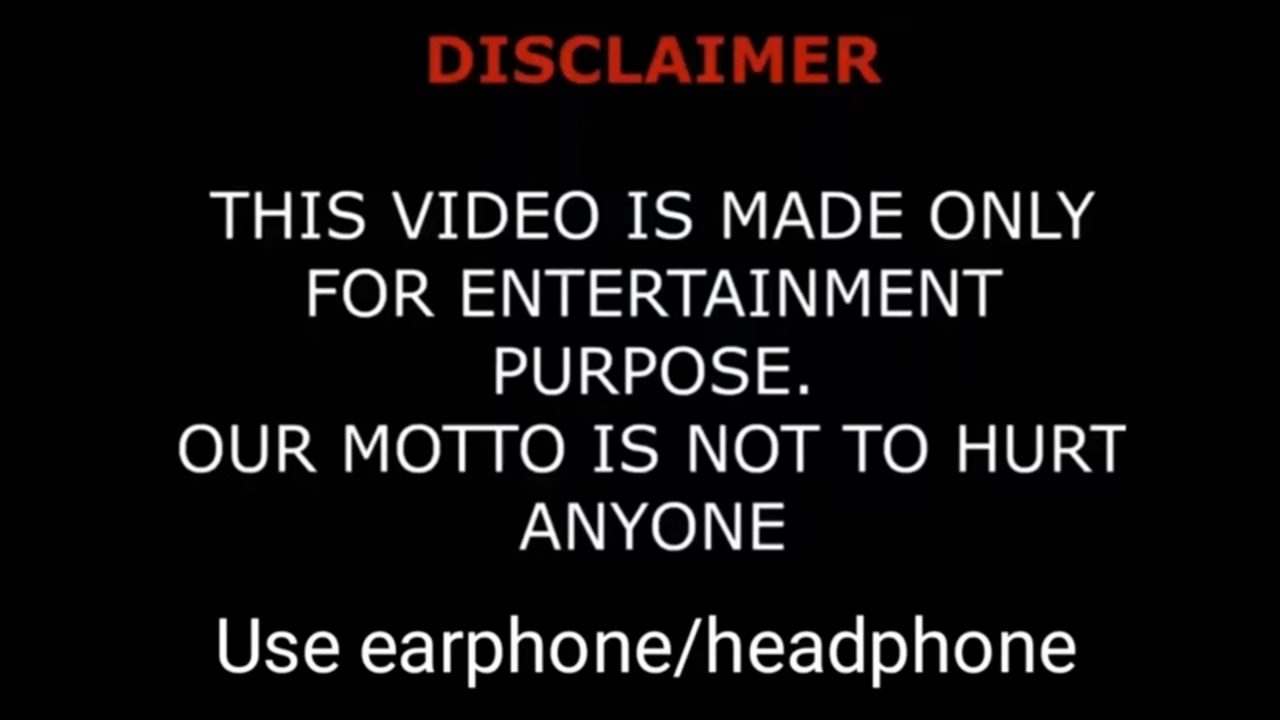 DISCLAIMER
THIS VIDEO IS MADE ONLY
FOR ENTERTAINMENT
PURPOSE.
OUR MOTTO IS NOT TO HURT
ANYONE
Use earphone/headphone